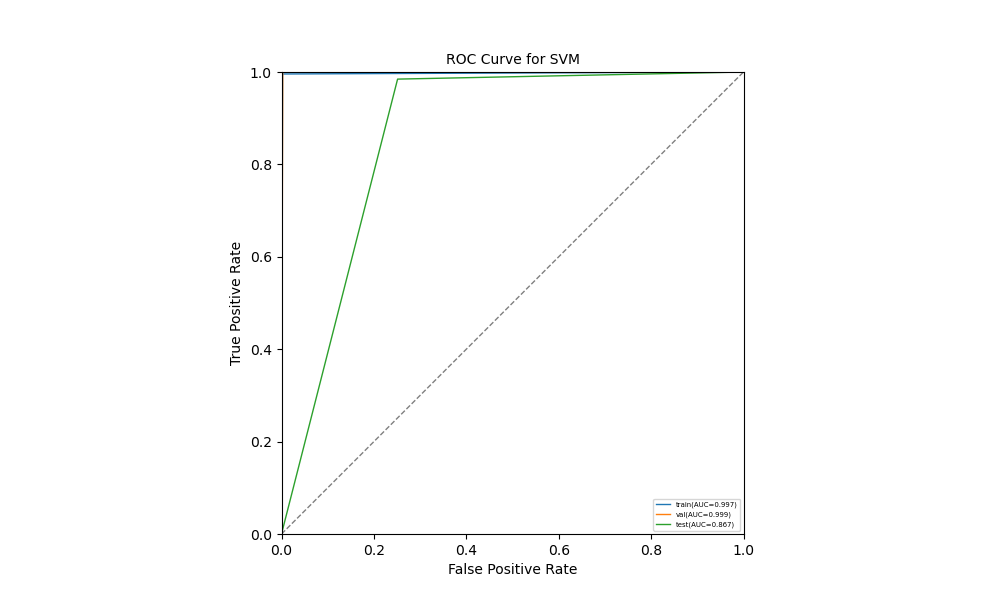 ROC Curve for SVM
1.0
0.8
0.6
0.4
0.2
0.0
True Positive Rate
train(AUC=0.997)
val(AUC=0.999)
test(AUC=0.867)
0.0 0.2 0.4 0.6 0.8 1.0
False Positive Rate